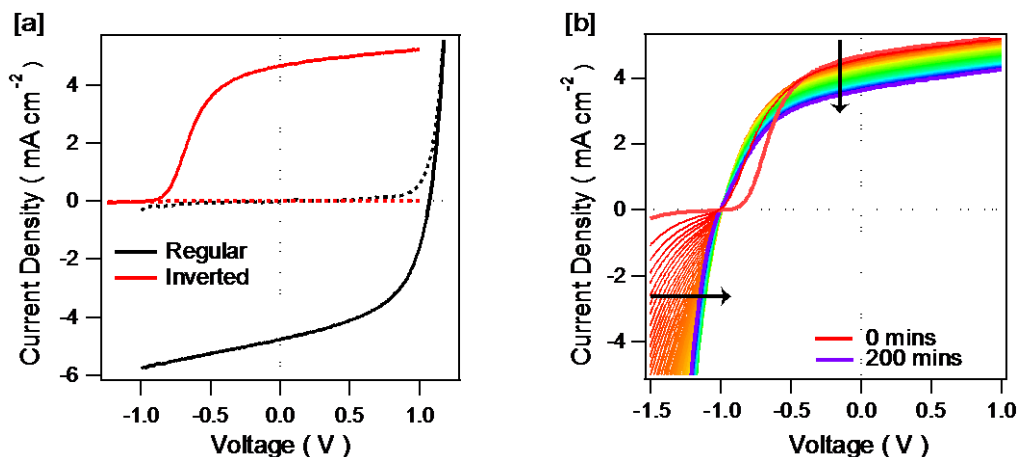 [a]
Current Density ( mA cm-2 )
4
2
0
-2
-4
-6
Regular
Inverted
-1.0
-0.5
0.0
0.5
1.0
Voltage ( V )
[b]
Current Density ( mA cm-2 )
4
2
0
-2
-4
0 mins
200 mins
-1.5
-1.0
-0.5
0.0
0.5
1.0
Voltage ( V )